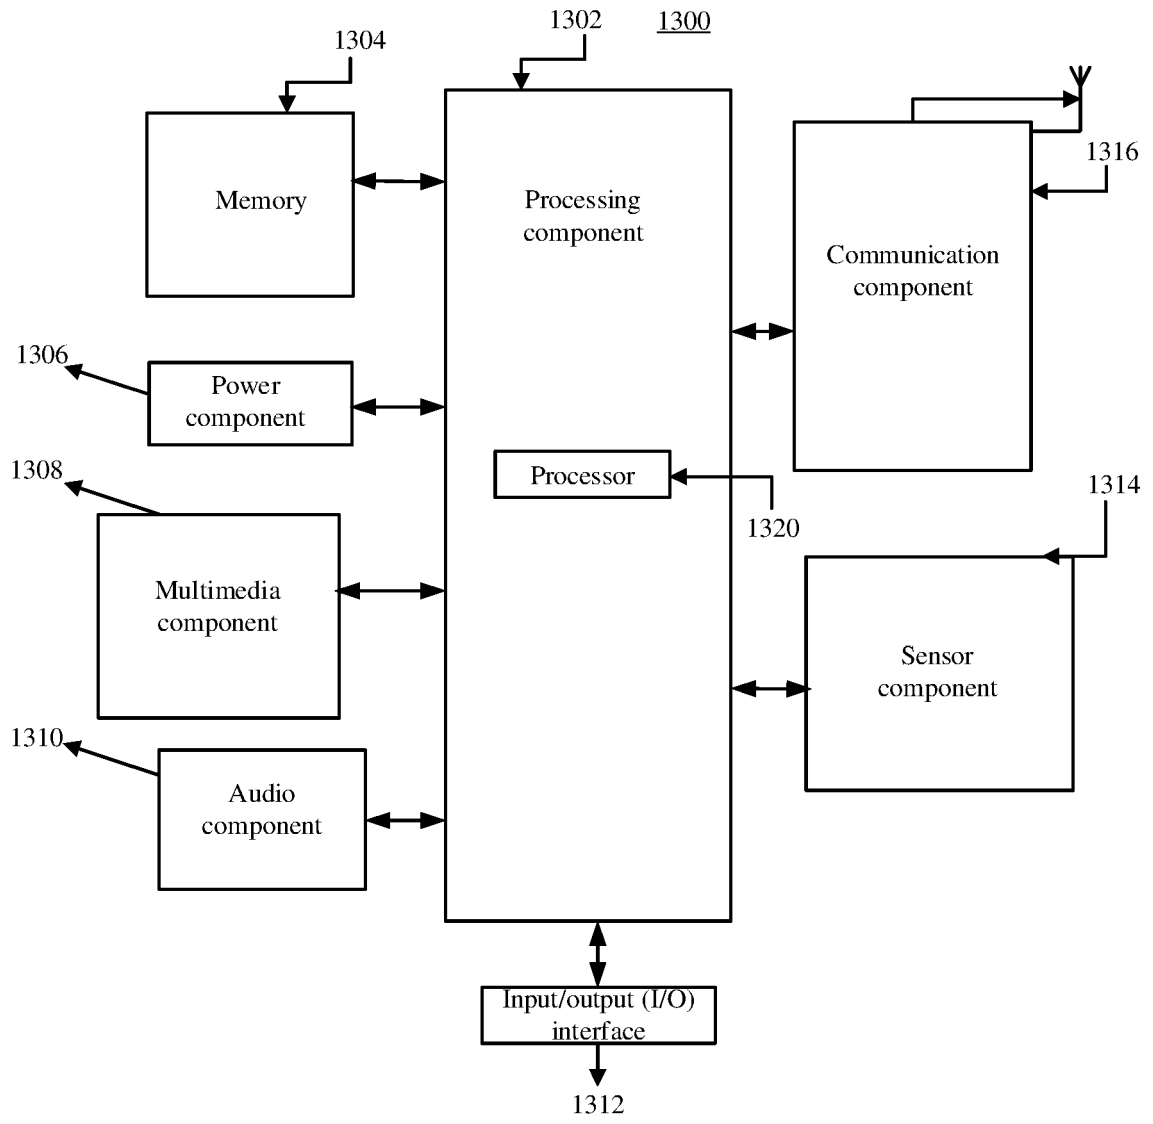 1302
1300
1304
1316
Memory
Processing
component
Communication
component
1306
Power
component
1308
Processor
1314
1320
Multimedia
component
Sensor
component
1310
Audio
component
Input/output (I/O)
interface
1312